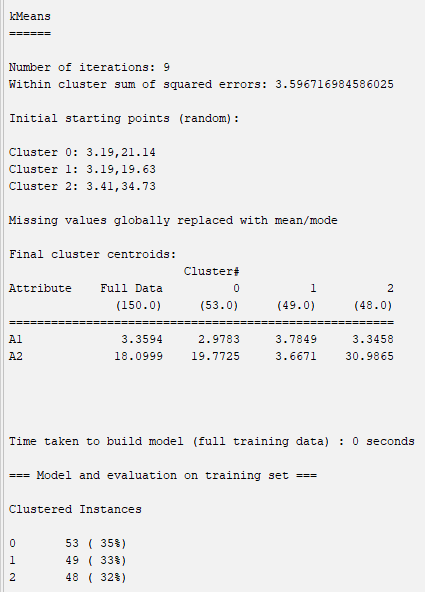 kMeans
======
Number of iterations: 9
Within cluster sum of squared errors: 3.596716984586025
Initial starting points (random):
Cluster 0: 3.19,21.14
Cluster 1: 3.19,19.63
Cluster 2: 3.41,34.73
Missing values globally replaced with mean/mode
Final cluster centroids:
                         Cluster#
Attribute    Full Data          0          1          2
               (150.0)     (53.0)     (49.0)     (48.0)
=======================================================
A1              3.3594     2.9783     3.7849     3.3458
A2             18.0999    19.7725     3.6671    30.9865
Time taken to build model (full training data) : 0 seconds
=== Model and evaluation on training set ===
Clustered Instances
0       53 ( 35%)
1       49 ( 33%)
2       48 ( 32%)